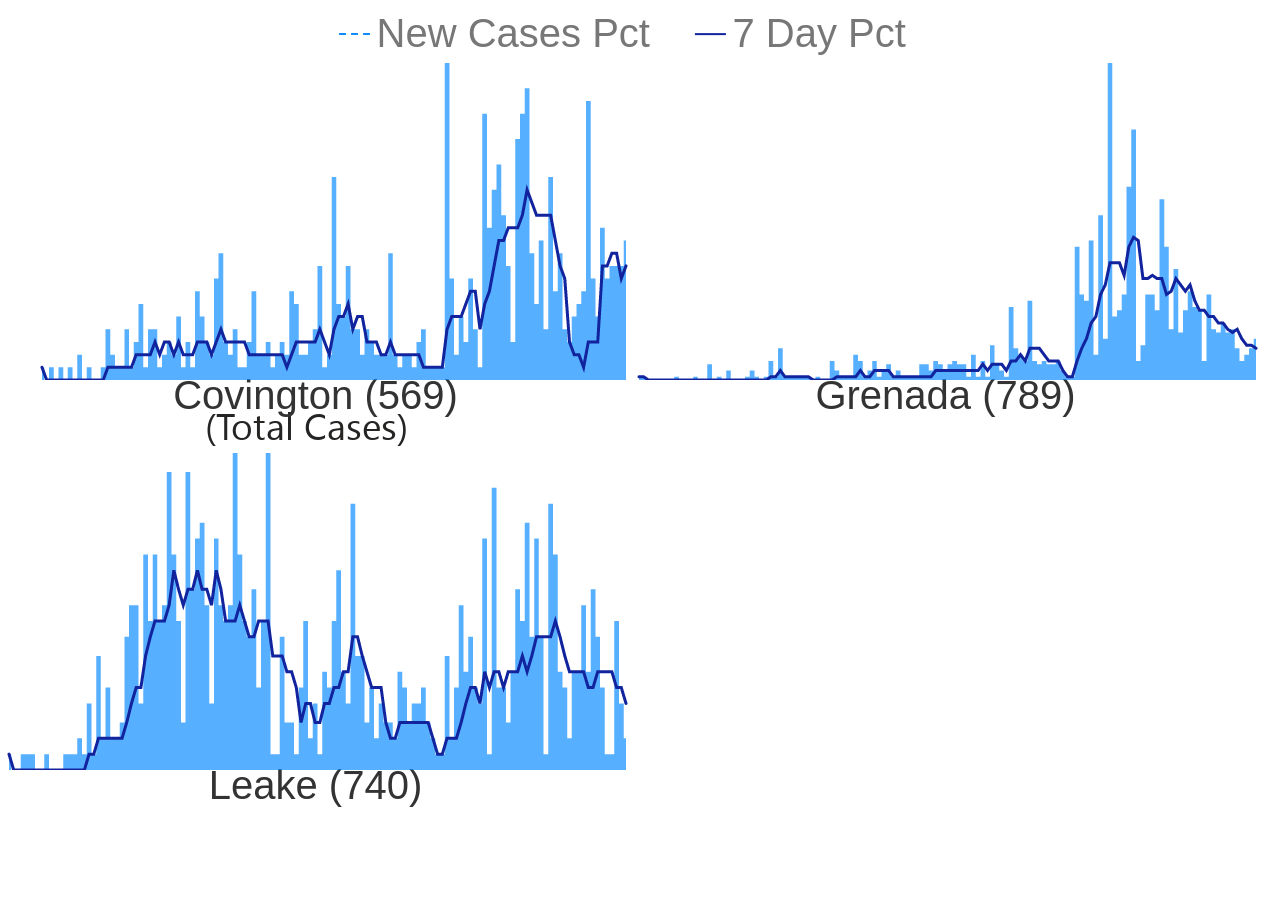 New Cases Pct 7 Day Pct
Covington (569)
(Total Cases)
Grenada (789)
Leake (740)